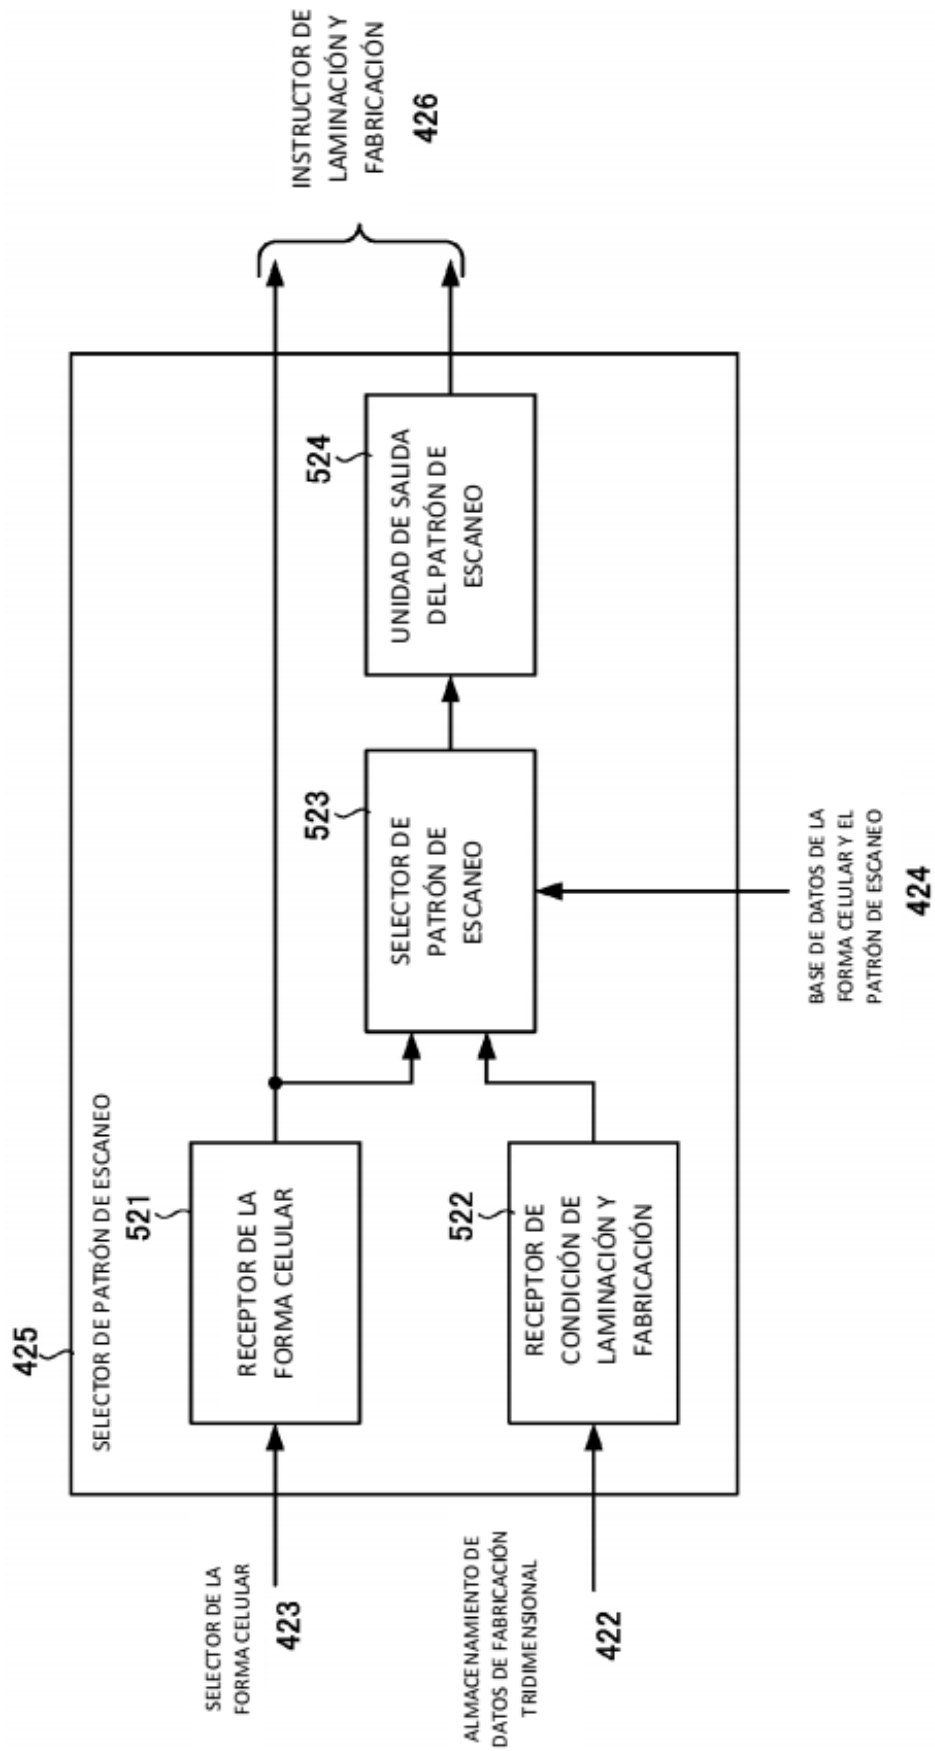 425
SELECTOR DE PATRÓN DE ESCANEO
SELECTOR DE LA
FORMA CELULAR
423
521
RECEPTOR DE LA
FORMA CELULAR
ALMACENAMIENTO DE
DATOS DE FABRICACIÓN
TRIDIMENSIONAL
422
522
RECEPTOR DE
CONDICIÓN DE
LAMINACIÓN Y
FABRICACIÓN
523
SELECTOR DE
PATRÓN DE
ESCANEO
BASE DE DATOS DE LA
FORMA CELULAR Y EL
PATRÓN DE ESCANEO
424
524
UNIDAD DE SALIDA
DEL PATRÓN DE
ESCANEO
INSTRUCTOR DE
LAMINACIÓN Y
FABRICACIÓN
426